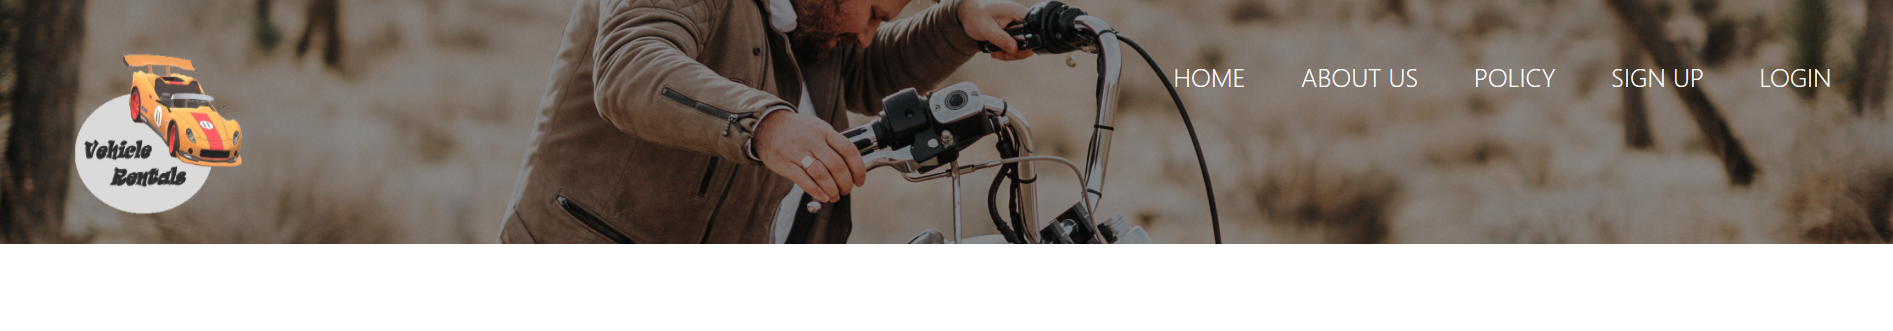 Vehicle
Rentals
HOME ABOUT US POLICY SIGN UP LOGIN